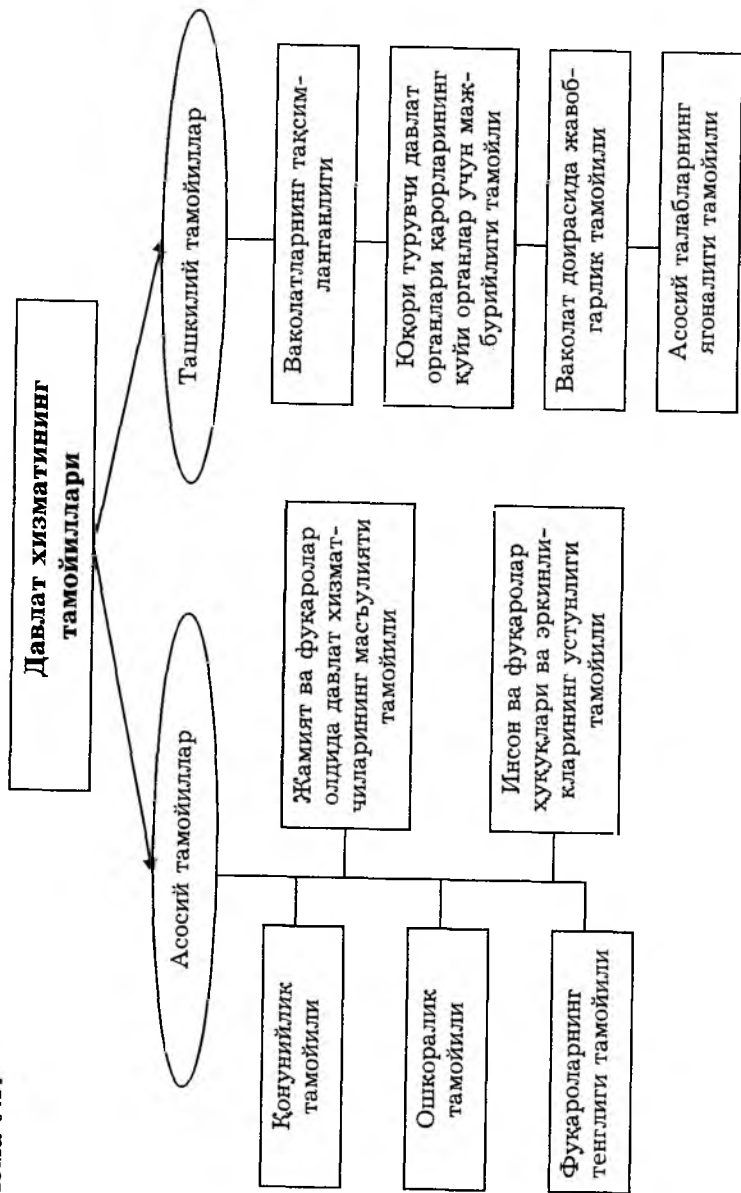 Давлат хизматининг
тамойиллари
Асосий тамойиллар
Қонунийлик
тамойили
Ошкоралик
тамойили
Фуқароларнинг
тенглиги тамойили
Жамият ва фуқаролар
олдида давлат хизмат-
чиларининг масъулияти
тамойили
Инсон ва фуқаролар
ҳуқуқлари ва эркинли-
кларининг устунлиги
тамойили
Ташкилий тамойиллар
Ваколатларнинг тақсим-
ланганлиги
Юқори турувчи давлат
органлари қарорларининг
қуйи органлар учун маж-
бурийлиги тамойли
Ваколат доирасида жавоб-
гарлик тамойили
Асосий талабларнинг
ягоналиги тамойили